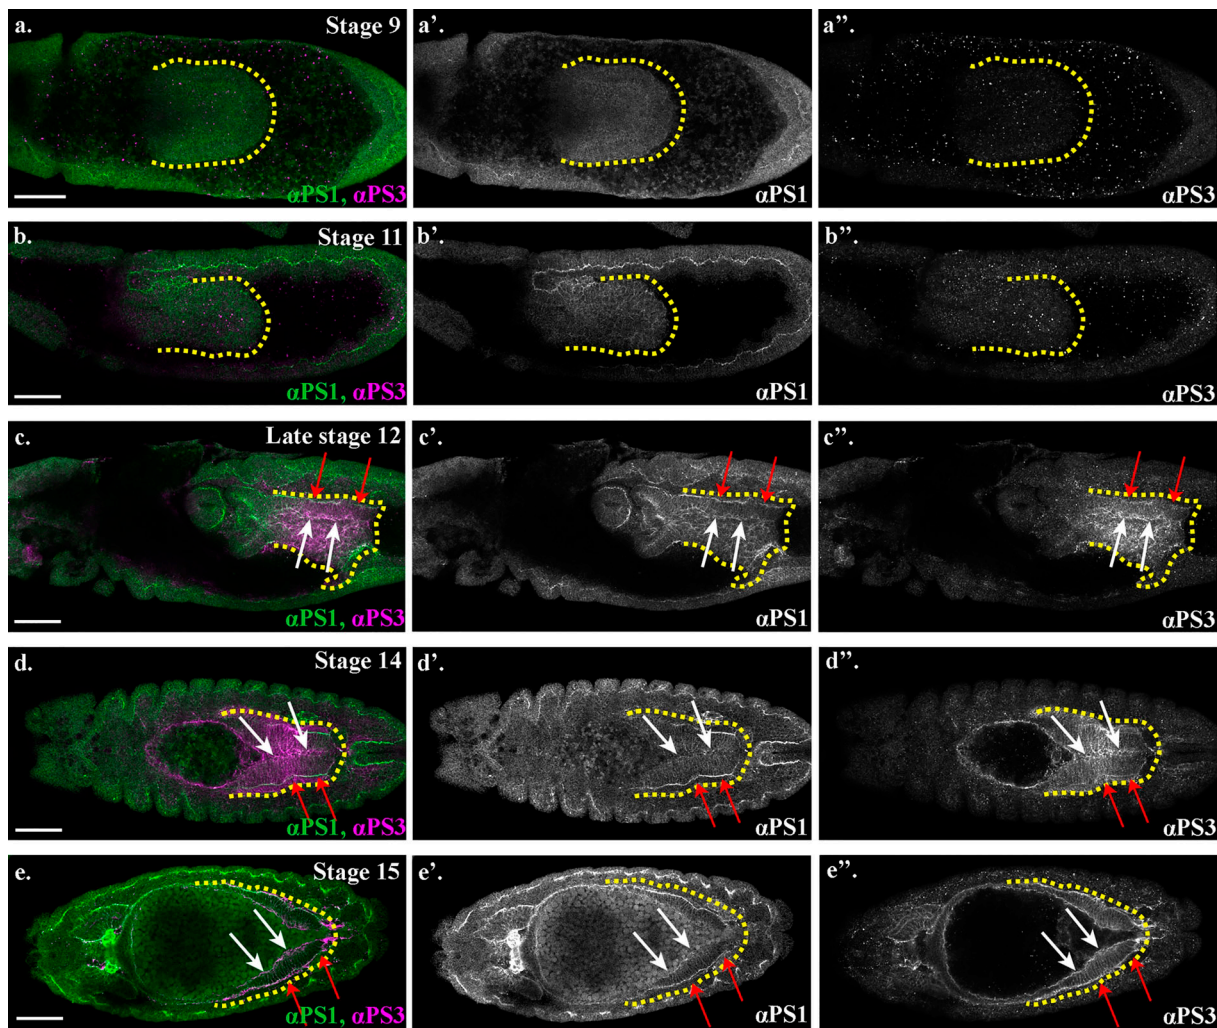 a. Stage 9 a’. a”.
αPS1, αPS3 αPS1 αPS3
b. Stage 11 b’. b”.
αPS1, αPS3 αPS1 αPS3
c. Late stage 12 c’. c”.
αPS1, αPS3 αPS1 αPS3
d. Stage 14 d’. d”.
αPS1, αPS3 αPS1 αPS3
e. Stage 15 e’. e”.
αPS1, αPS3 αPS1 αPS3